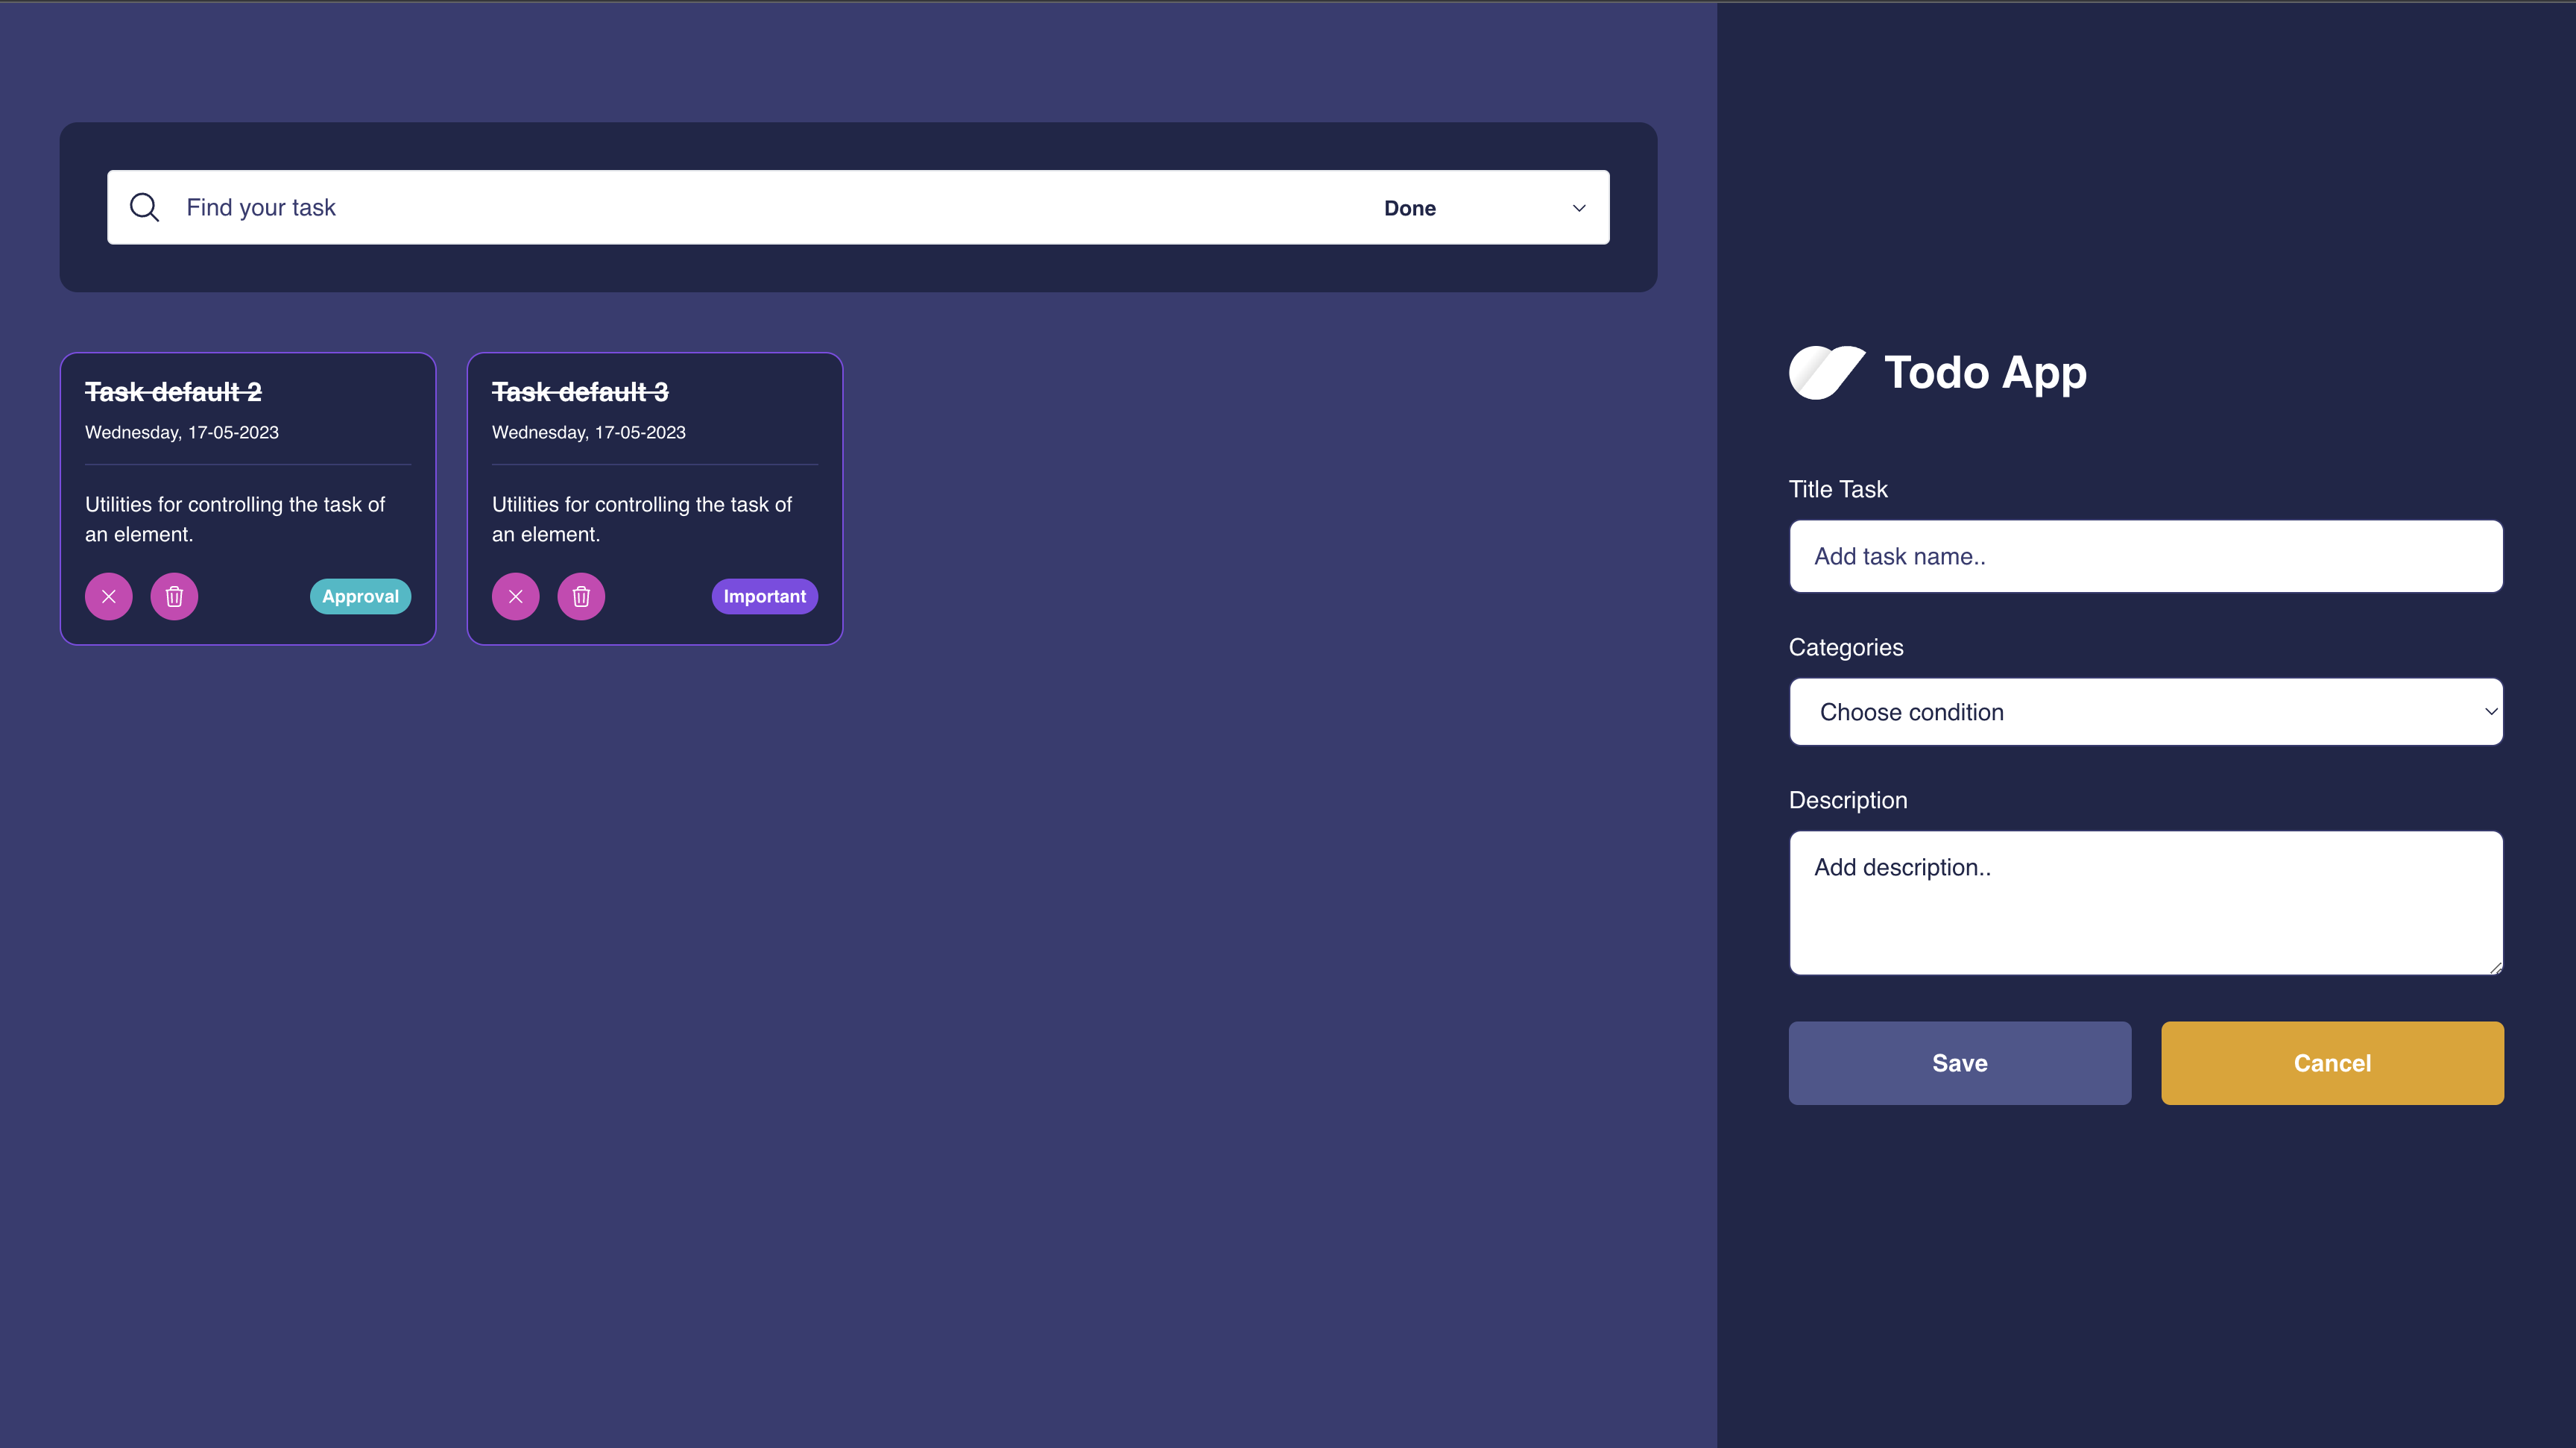 Find your task
Done
Task default 2
Wednesday, 17-05-2023
Utilities for controlling the task of
an element.
Approval
Task default 3
Wednesday, 17-05-2023
Utilities for controlling the task of
an element.
Important
Todo App
Title Task
Add task name..
Categories
Choose condition
Description
Add description..
Save
Cancel